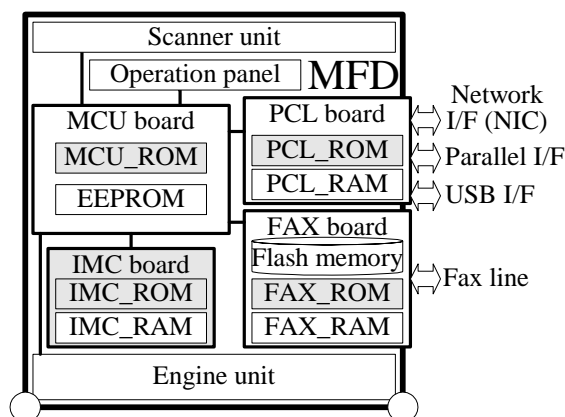 Scanner unit
Operation panel
MFD
MCU board
MCU_ROM
EEPROM
PCL board
PCL_ROM
PCL_RAM
Network
I/F (NIC)
Parallel I/F
USB I/F
IMC board
IMC_ROM
IMC_RAM
FAX board
Flash memory
FAX_ROM
FAX_RAM
Fax line
Engine unit